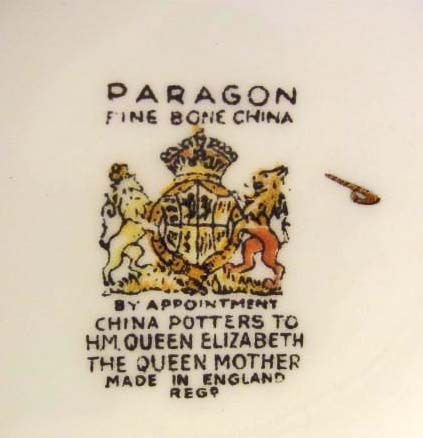 PARAGON
FINE BONE CHINA
BY APPOINTMENT
CHINA POTTERS TO
H.M. QUEEN ELIZABETH
THE QUEEN MOTHER
MADE IN ENGLAND
REGD